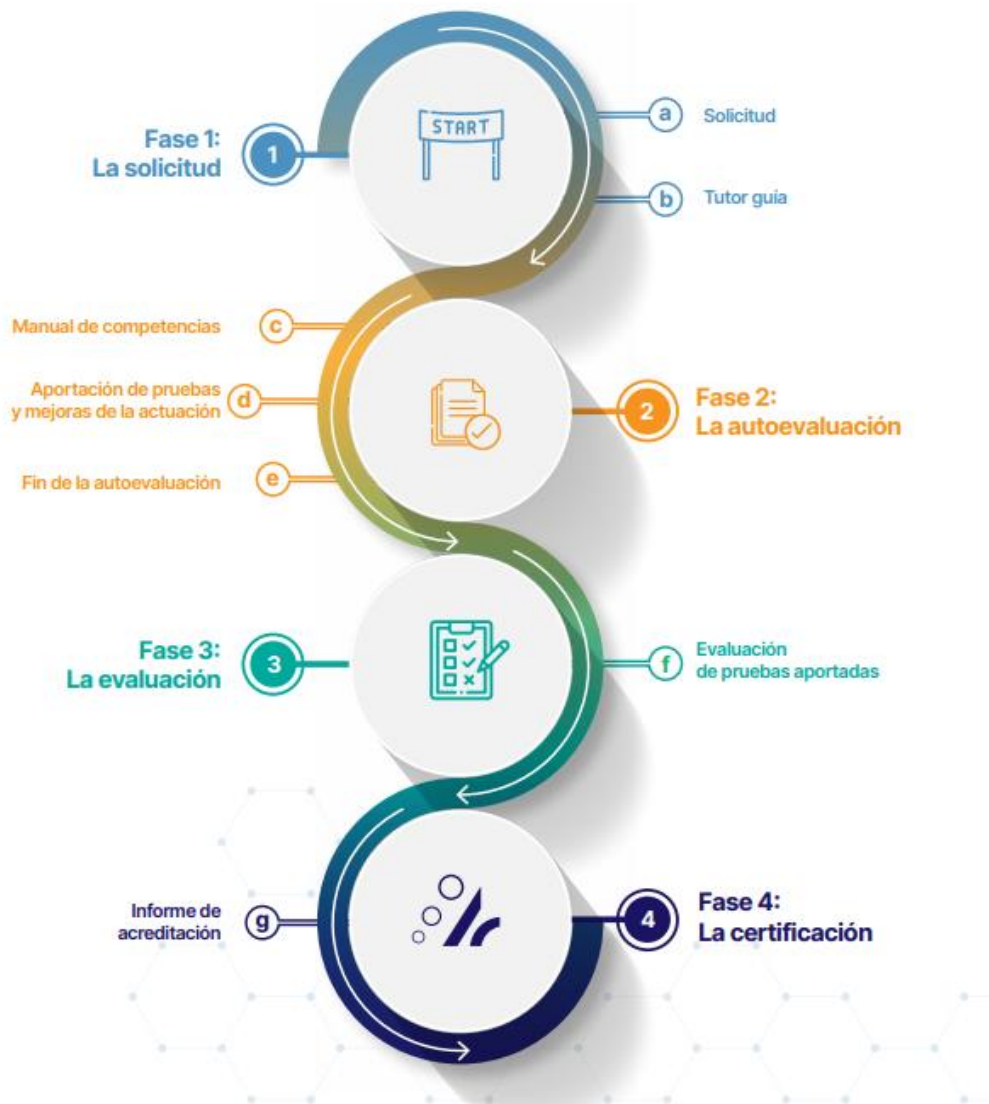 START
Fase 1:
La solicitud
1
a
Solicitud
b
Tutor guía
Manual de competencias
c
Aportación de pruebas
y mejoras de la actuación
d
Fin de la autoevaluación
e
2
Fase 2:
La autoevaluación
Fase 3:
La evaluación
3
f
Evaluación
de pruebas aportadas
Informe de
acreditación
g
4
Fase 4:
La certificación